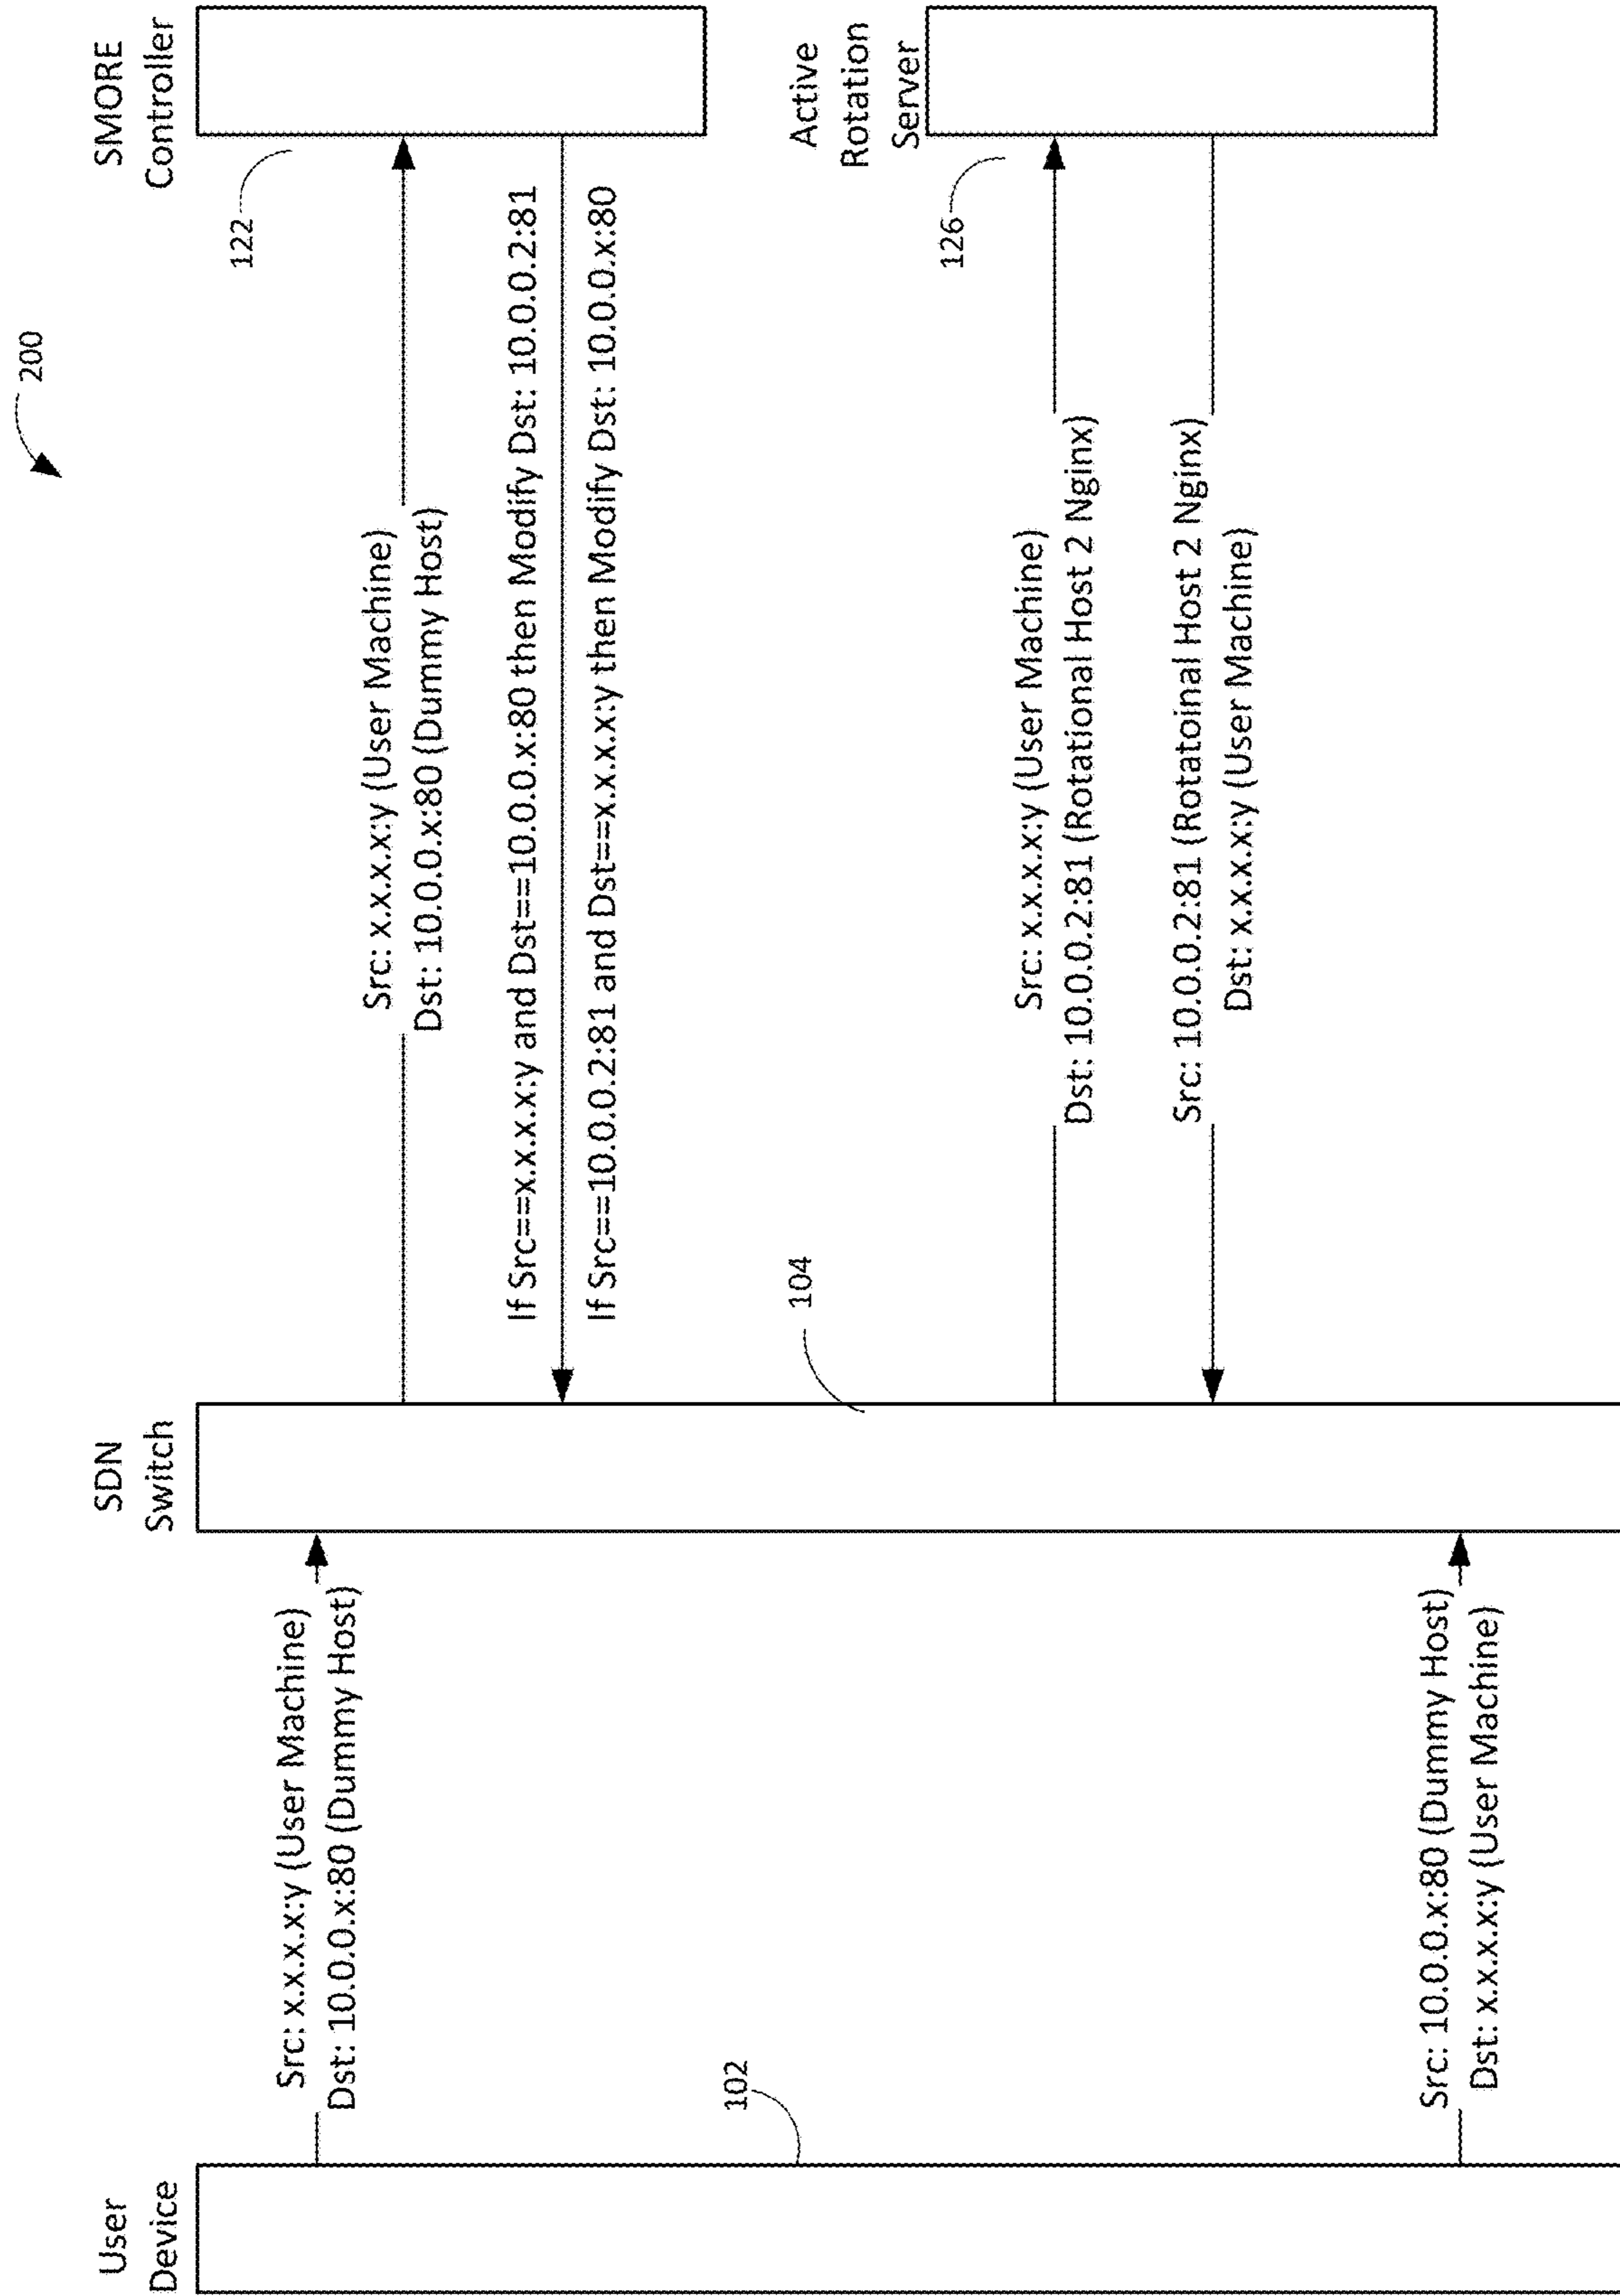 200
User
Device
SDN
Switch
SMORE
Controller
122
Src: x.x.x.x:y (User Machine)
Dst: 10.0.0.x:80 (Dummy Host)
Src: x.x.x.x:y (User Machine)
Dst: 10.0.0.x:80 (Dummy Host)
If Src==x.x.x.x:y and Dst==10.0.0.x:80 then Modify Dst: 10.0.0.2:81
If Src==10.0.0.2:81 and Dst==x.x.x.x:y then Modify Dst: 10.0.0.x:80
102
104
Active
Rotation
Server
126
Src: x.x.x.x:y (User Machine)
Dst: 10.0.0.2:81 (Rotational Host 2 Nginx)
Src: 10.0.0.2:81 (Rotatoinal Host 2 Nginx)
Dst: x.x.x.x:y (User Machine)
Src: 10.0.0.x:80 (Dummy Host)
Dst: x.x.x.x:y (User Machine)